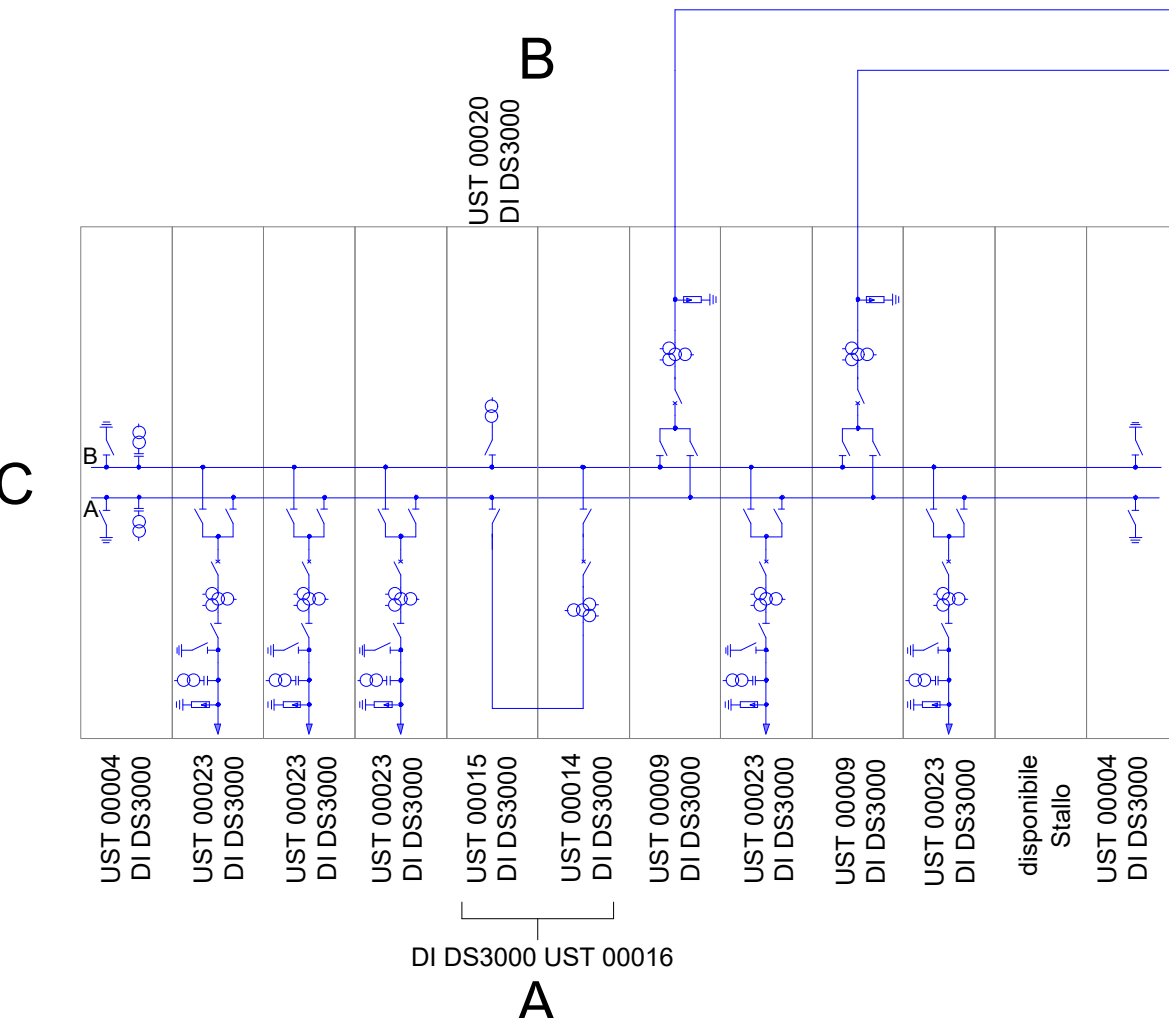 B
UST 00020
DI DS3000
C
B
A
UST 00004
DI DS3000
UST 00023
DI DS3000
UST 00023
DI DS3000
UST 00023
DI DS3000
UST 00015
DI DS3000
UST 00014
DI DS3000
UST 00009
DI DS3000
UST 00023
DI DS3000
UST 00009
DI DS3000
UST 00023
DI DS3000
disponibile
Stallo
UST 00004
DI DS3000
DI DS3000 UST 00016
A